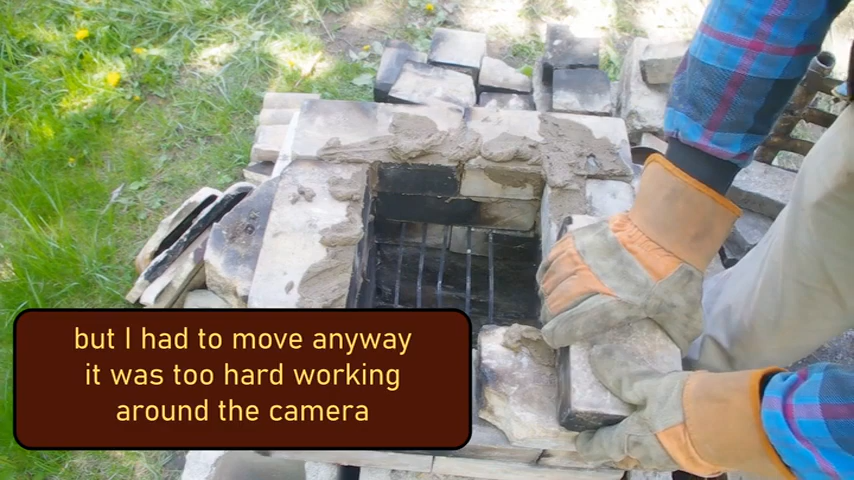 but I had to move anyway
it was too hard working
around the camera